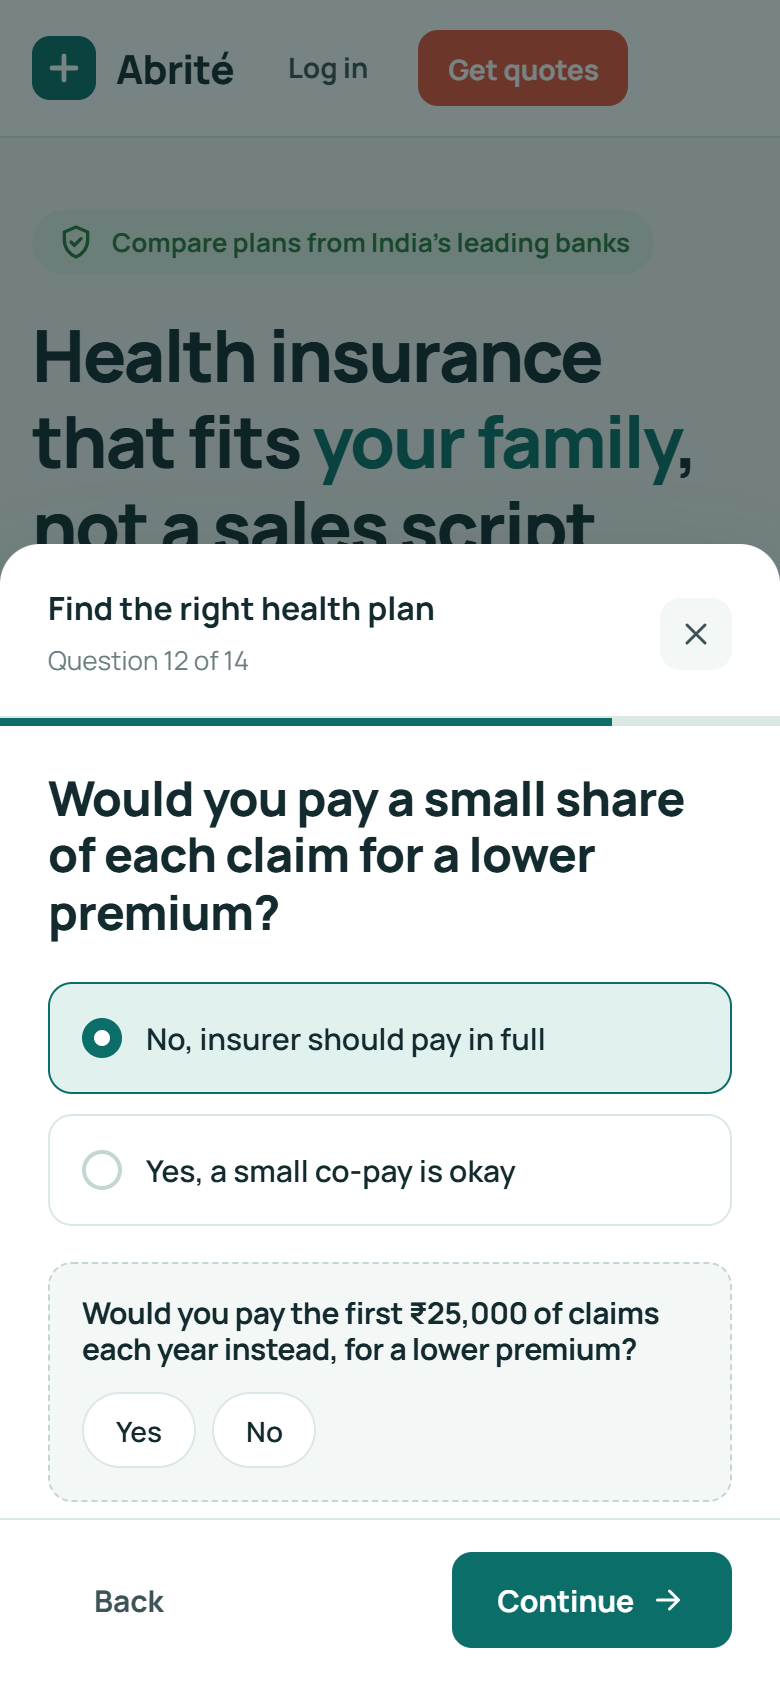 Abrité
Log in
Get quotes
Compare plans from India's leading banks
Health insurance
that fits your family,
not a sales script
Find the right health plan
Question 12 of 14
Would you pay a small share
of each claim for a lower
premium?
No, insurer should pay in full
Yes, a small co-pay is okay
Would you pay the first ₹25,000 of claims
each year instead, for a lower premium?
Yes
No
Back
Continue